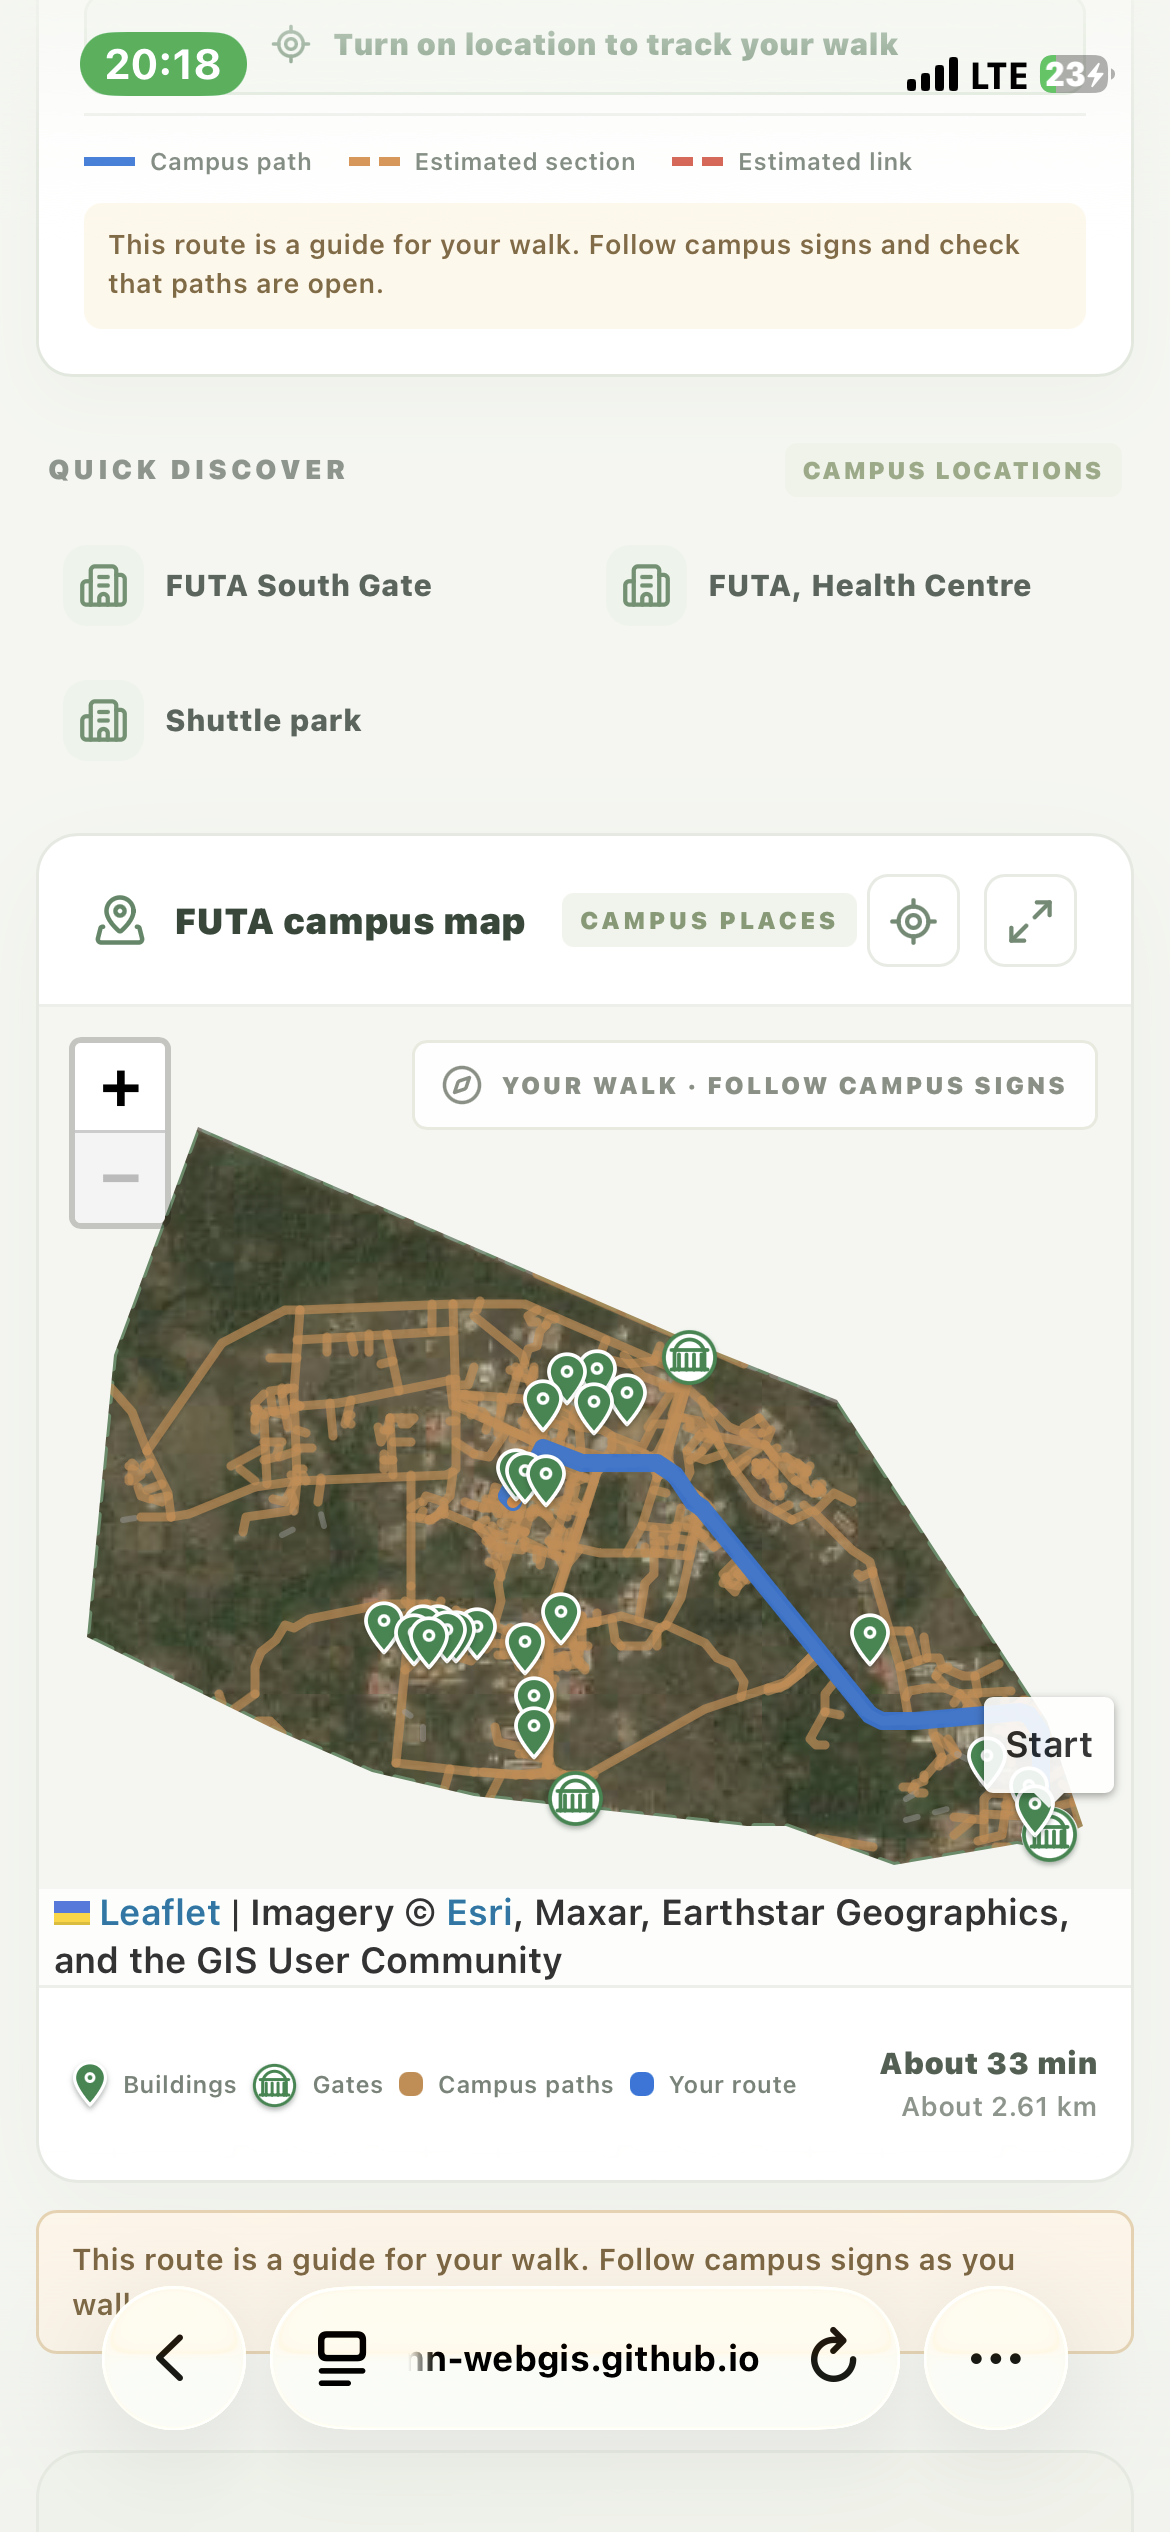 Turn on location to track your walk
20:18
LTE 23
Campus path
Estimated section
Estimated link
This route is a guide for your walk. Follow campus signs and check
that paths are open.
QUICK DISCOVER
CAMPUS LOCATIONS
FUTA South Gate
FUTA, Health Centre
Shuttle park
FUTA campus map
CAMPUS PLACES
+
−
YOUR WALK · FOLLOW CAMPUS SIGNS
Start
Leaflet | Imagery © Esri, Maxar, Earthstar Geographics,
and the GIS User Community
Buildings
Gates
Campus paths
Your route
About 33 min
About 2.61 km
This route is a guide for your walk. Follow campus signs as you
nn-webgis.github.io